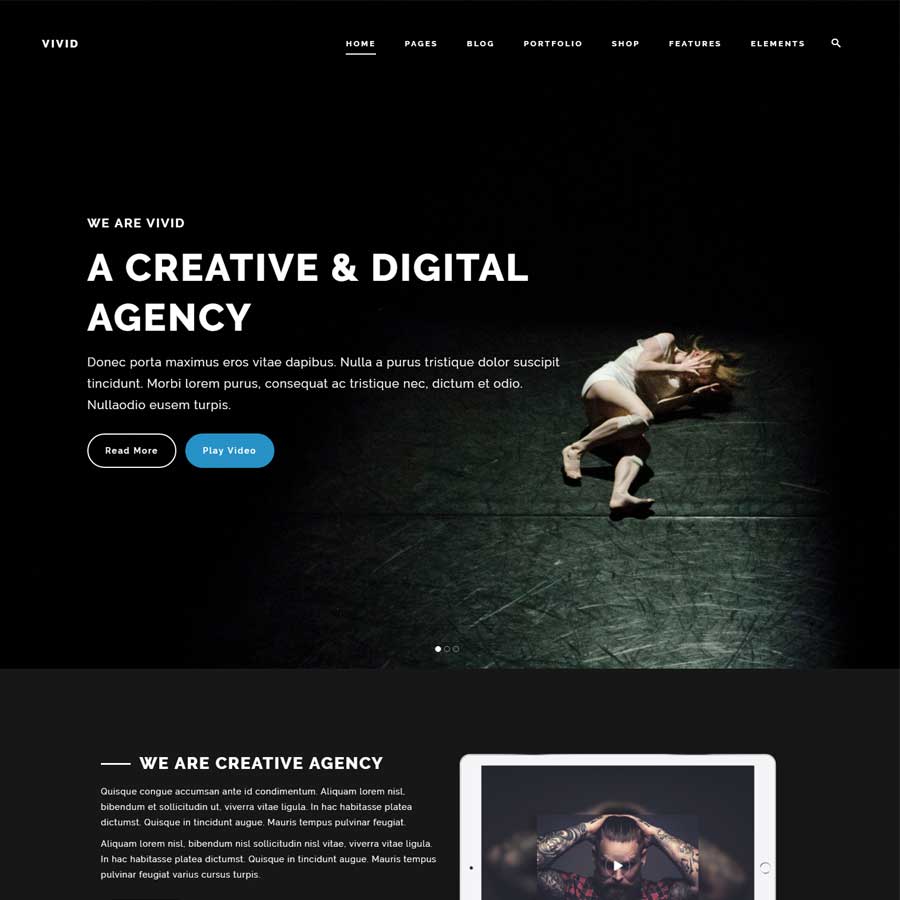 VIVID
HOME PAGES BLOG PORTFOLIO SHOP FEATURES ELEMENTS
WE ARE VIVID
A CREATIVE & DIGITAL
AGENCY
Donec porta maximus eros vitae dapibus. Nulla a purus tristique dolor suscipit
tincidunt. Morbi lorem purus, consequat ac tristique nec, dictum et odio.
Nullaodio eusem turpis.
Read More Play Video
WE ARE CREATIVE AGENCY
Quisque congue accumsan ante id condimentum. Aliquam lorem nisl,
bibendum et sollicitudin ut, viverra vitae ligula. In hac habitasse platea
dictumst. Quisque in tincidunt augue. Mauris tempus pulvinar feugiat.
Aliquam lorem nisl, bibendum nisl sollicitudin nisl vitae, viverra vitae ligula.
In hac habitasse platea dictumst. Quisque in tincidunt augue. Mauris tempus
pulvinar feugiat varius cursus turpis.